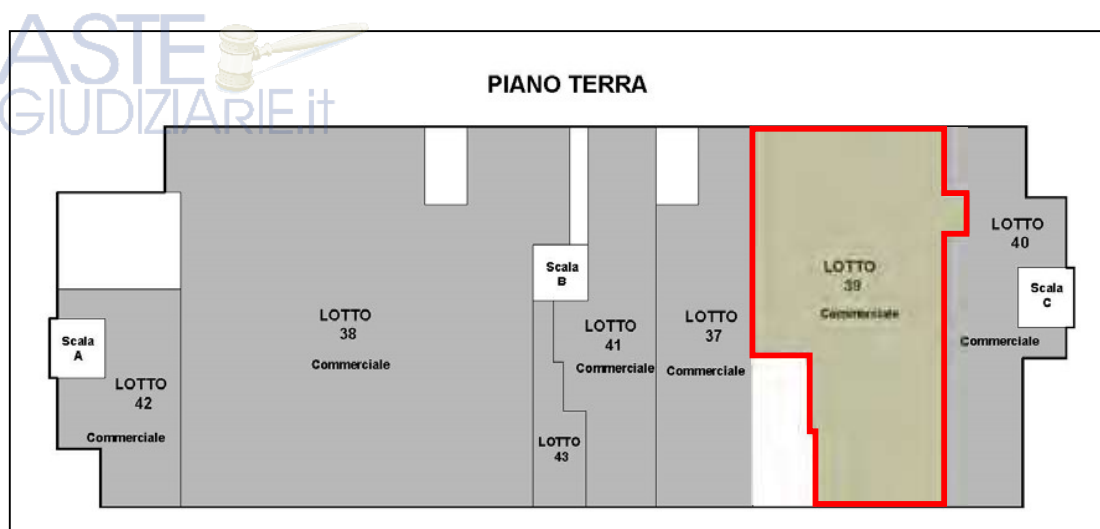 ASTE
GIUDIZIARIE.it
PIANO TERRA
Scala
A
LOTTO
42
Commerciale
LOTTO
38
Commerciale
Scala
B
LOTTO
43
LOTTO
41
Commerciale
LOTTO
37
Commerciale
LOTTO
39
Commerciale
LOTTO
40
Commerciale
Scala
C